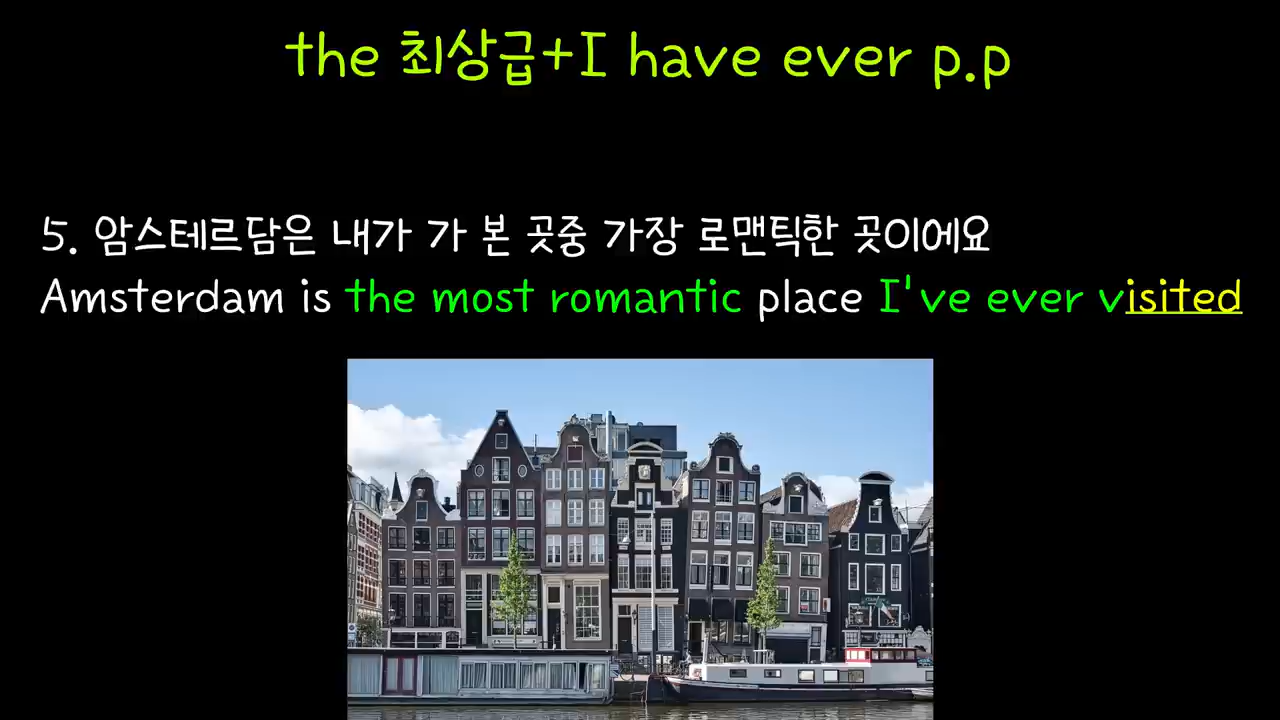 the 최상급+I have ever p.p
5. 암스테르담은 내가 가 본 곳중 가장 로맨틱한 곳이에요
Amsterdam is the most romantic place I've ever visited